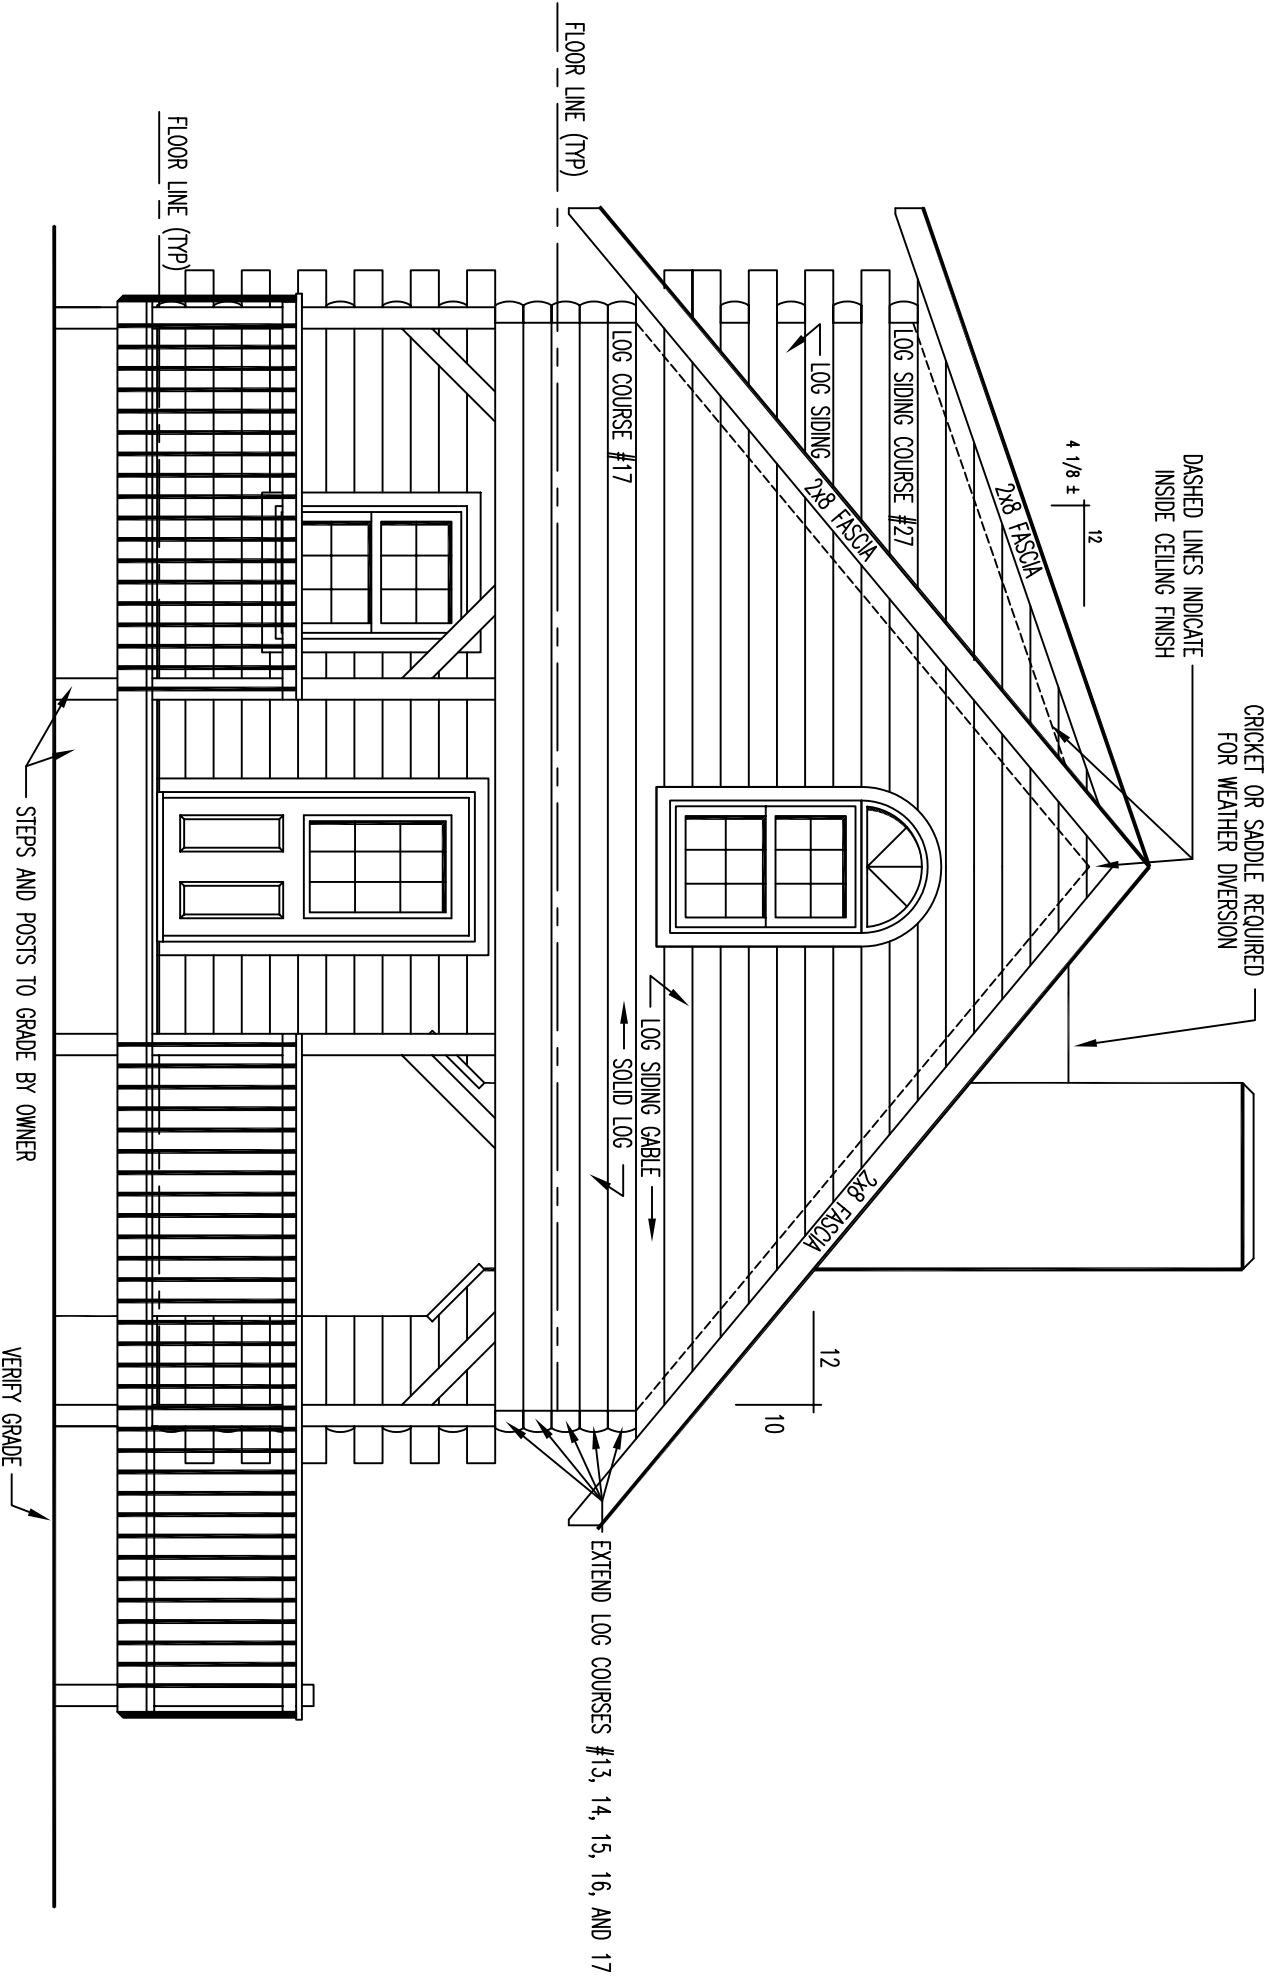 CRICKET OR SADDLE REQUIRED
FOR WEATHER DIVERSION
DASHED LINES INDICATE
INSIDE CEILING FINISH
12
4 1/8 ±
2x8 FASCIA
LOG SIDING COURSE #27
2x8 FASCIA
LOG SIDING
2x8 FASCIA
12
10
LOG COURSE #17
LOG SIDING GABLE
SOLID LOG
FLOOR LINE (TYP)
EXTEND LOG COURSES #13, 14, 15, 16, AND 17
FLOOR LINE (TYP)
STEPS AND POSTS TO GRADE BY OWNER
VERIFY GRADE